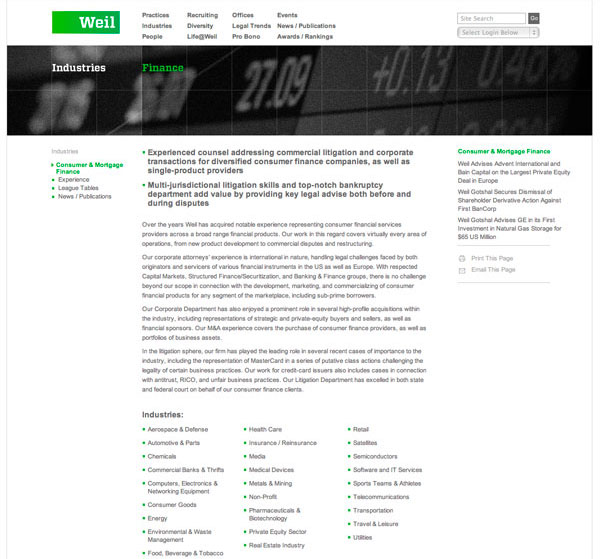 Weil
Practices
Industries
People
Recruiting
Diversity
Life@Weil
Offices
Legal Trends
Pro Bono
Events
News / Publications
Awards / Rankings
Site Search
Go
Select Login Below
Industries
Finance
27.09
+0.13
Industries
Consumer & Mortgage
Finance
Experience
League Tables
News / Publications
Experienced counsel addressing commercial litigation and corporate
transactions for diversified consumer finance companies, as well as
single-product providers
Multi-jurisdictional litigation skills and top-notch bankruptcy
department add value by providing key legal advise both before and
during disputes
Over the years Weil has acquired notable experience representing consumer financial services
providers across a broad range financial products. Our work in this regard covers virtually every area of
operations, from new product development to commercial disputes and restructuring.
Our corporate attorneys' experience is international in nature, handling legal challenges faced by both
originators and servicers of various financial instruments in the US as well as Europe. With respected
Capital Markets, Structured Finance/Securitization, and Banking & Finance groups, there is no challenge
beyond our scope in connection with the development, marketing, and commercializing of consumer
financial products for any segment of the marketplace, including sub-prime borrowers.
Our Corporate Department has also enjoyed a prominent role in several high-profile acquisitions within
the industry, including representations of strategic and private-equity buyers and sellers, as well as
financial sponsors. Our M&A experience covers the purchase of consumer finance providers, as well as
portfolios of business assets.
In the litigation sphere, our firm has played the leading role in several recent cases of importance to the
industry, including the representation of MasterCard in a series of putative class actions challenging the
legality of certain business practices. Our work for credit-card issuers also includes cases in connection
with antitrust, RICO, and unfair business practices. Our Litigation Department has excelled in both state
and federal court on behalf of our consumer finance clients.
Consumer & Mortgage Finance
Weil Advises Advent International and
Bain Capital on the Largest Private Equity
Deal in Europe
Weil Gotshal Secures Dismissal of
Shareholder Derivative Action Against
First BanCorp
Weil Gotshal Advises GE in its First
Investment in Natural Gas Storage for
$65 US Million
Print This Page
Email This Page
Industries:
Aerospace & Defense
Automotive & Parts
Chemicals
Commercial Banks & Thrifts
Computers, Electronics &
Networking Equipment
Consumer Goods
Energy
Environmental & Waste
Management
Food, Beverage & Tobacco
Health Care
Insurance / Reinsurance
Media
Medical Devices
Metals & Mining
Non-Profit
Pharmaceuticals &
Biotechnology
Private Equity Sector
Real Estate Industry
Retail
Satellites
Semiconductors
Software and IT Services
Sports Teams & Athletes
Telecommunications
Transportation
Travel & Leisure
Utilities